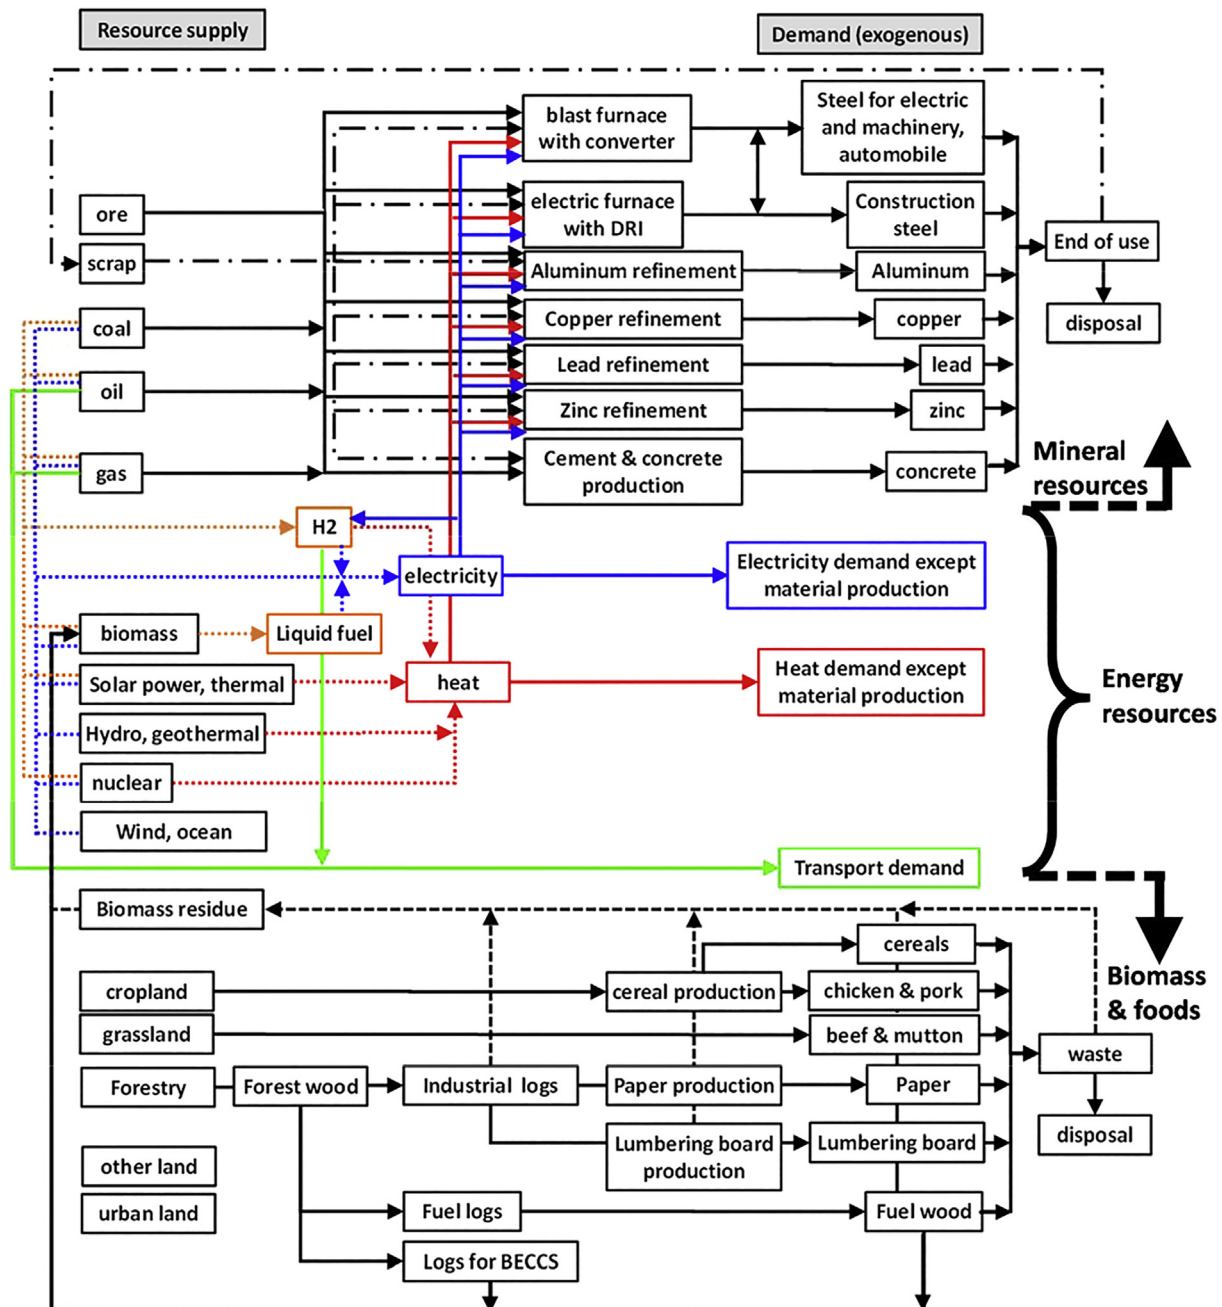 Resource supply
Demand (exogenous)
blast furnace
with converter
Steel for electric
and machinery,
automobile
ore
electric furnace
with DRI
Construction
steel
End of use
scrap
Aluminum refinement
Aluminum
coal
Copper refinement
copper
disposal
Lead refinement
lead
oil
Zinc refinement
zinc
gas
Cement & concrete
production
concrete
Mineral
resources
H2
electricity
Electricity demand except
material production
biomass
Liquid fuel
Solar power, thermal
heat
Heat demand except
material production
Energy
resources
Hydro, geothermal
nuclear
Wind, ocean
Transport demand
Biomass residue
cereals
Biomass
& foods
cropland
cereal production
chicken & pork
grassland
beef & mutton
waste
Forestry
Forest wood
Industrial logs
Paper production
Paper
disposal
Lumbering board
production
Lumbering board
other land
urban land
Fuel logs
Fuel wood
Logs for BECCS